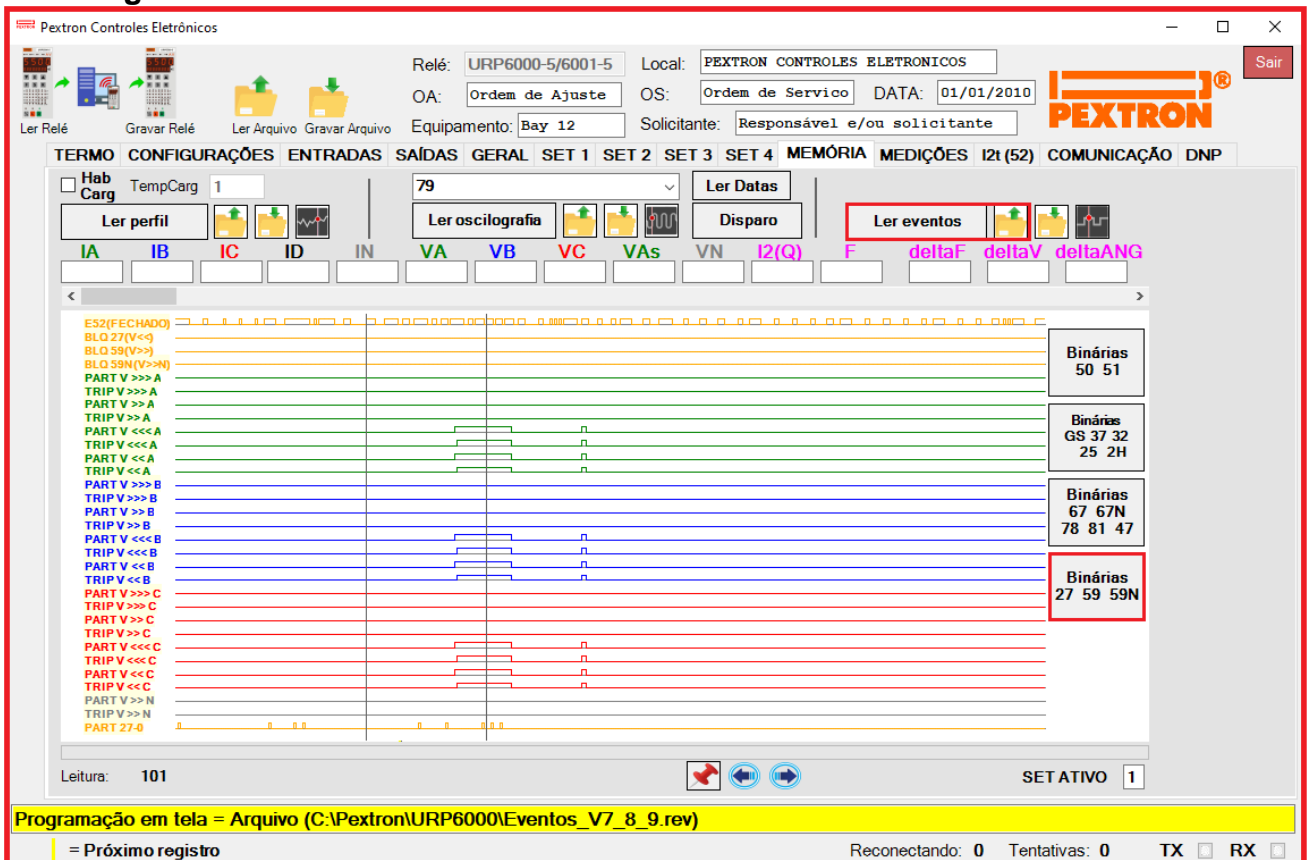 Pextron Controles Eletrônicos
Sair
Relé: URP6000-5/6001-5 Local: PEXTRON CONTROLES ELETRONICOS
OA: Ordem de Ajuste OS: Ordem de Servico DATA: 01/01/2010
Equipamento: Bay 12 Solicitante: Responsável e/ou solicitante
PEXTRON®
Ler Relé Gravar Relé Ler Arquivo Gravar Arquivo
TERMO CONFIGURAÇÕES ENTRADAS SAÍDAS GERAL SET 1 SET 2 SET 3 SET 4 MEMÓRIA MEDIÇÕES I2t (52) COMUNICAÇÃO DNP
Hab Carg TempCarg 1 79 Ler Datas
Ler perfil Ler oscilografia Disparo Ler eventos
IA IB IC ID IN VA VB VC VAs VN I2(Q) F deltaF deltaV deltaANG
E52(FECHADO)
BLQ 27(V<<)
BLQ 59(V>>)
BLQ 59N(V>>N)
PART V >>> A
TRIP V >>> A
PART V >> A
TRIP V >> A
PART V <<< A
TRIP V <<< A
PART V << A
TRIP V << A
PART V >>> B
TRIP V >>> B
PART V >> B
TRIP V >> B
PART V <<< B
TRIP V <<< B
PART V << B
TRIP V << B
PART V >>> C
TRIP V >>> C
PART V >> C
TRIP V >> C
PART V <<< C
TRIP V <<< C
PART V << C
TRIP V << C
PART V >> N
TRIP V >> N
PART 27-0
Binárias
50 51
Binárias
GS 37 32
25 2H
Binárias
67 67N
78 81 47
Binárias
27 59 59N
Leitura: 101 SET ATIVO 1
Programação em tela = Arquivo (C:\Pextron\URP6000\Eventos_V7_8_9.rev)
= Próximo registro Reconectando: 0 Tentativas: 0 TX RX